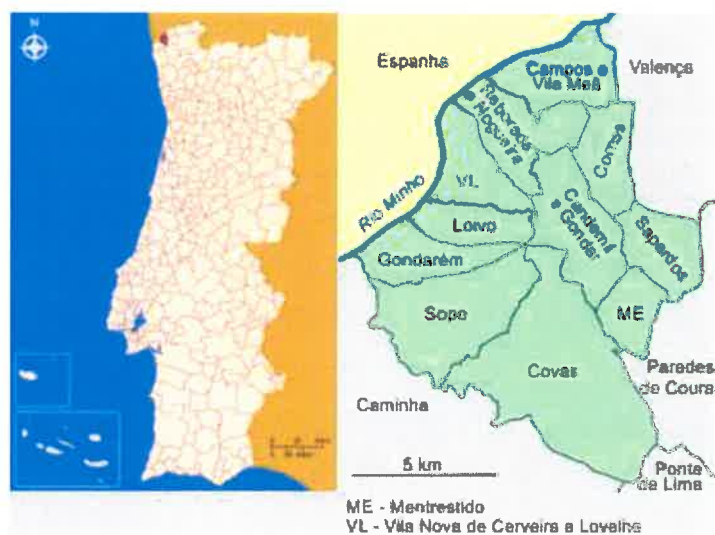 N
Espanha
Campos e
Vila Meã
Valença
Reboreda
e Nogueira
Cornes
VL
Rio Minho
Candemil
e Gondar
Loivo
Sapardos
Gondarém
Sopo
ME
Covas
Paredes
de Coura
Caminha
5 km
Ponte
de Lima
ME - Mentrestido
VL - Vila Nova de Cerveira e Lovelhe